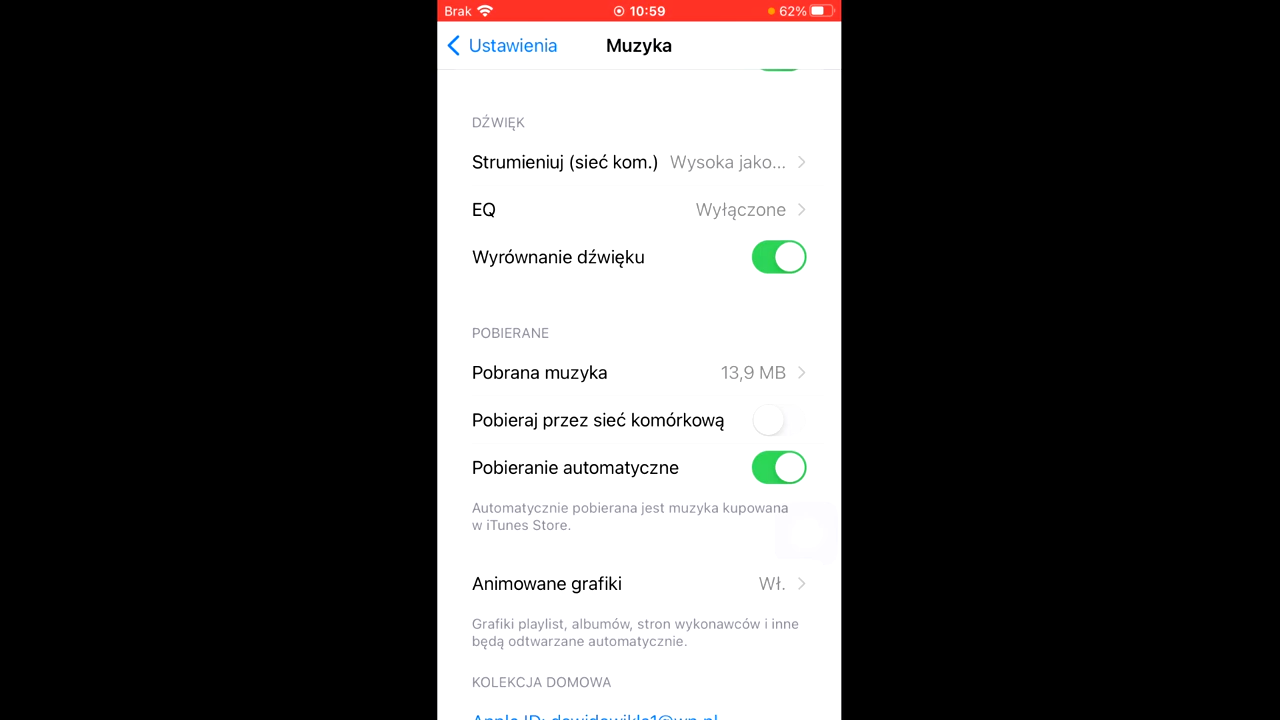 Brak 10:59 62%
Ustawienia Muzyka
DŹWIĘK
Strumieniuj (sieć kom.) Wysoka jako...
EQ Wyłączone
Wyrównanie dźwięku
POBIERANE
Pobrana muzyka 13,9 MB
Pobieraj przez sieć komórkową
Pobieranie automatyczne
Automatycznie pobierana jest muzyka kupowana
w iTunes Store.
Animowane grafiki Wł.
Grafiki playlist, albumów, stron wykonawców i inne
będą odtwarzane automatycznie.
KOLEKCJA DOMOWA
Apple ID: